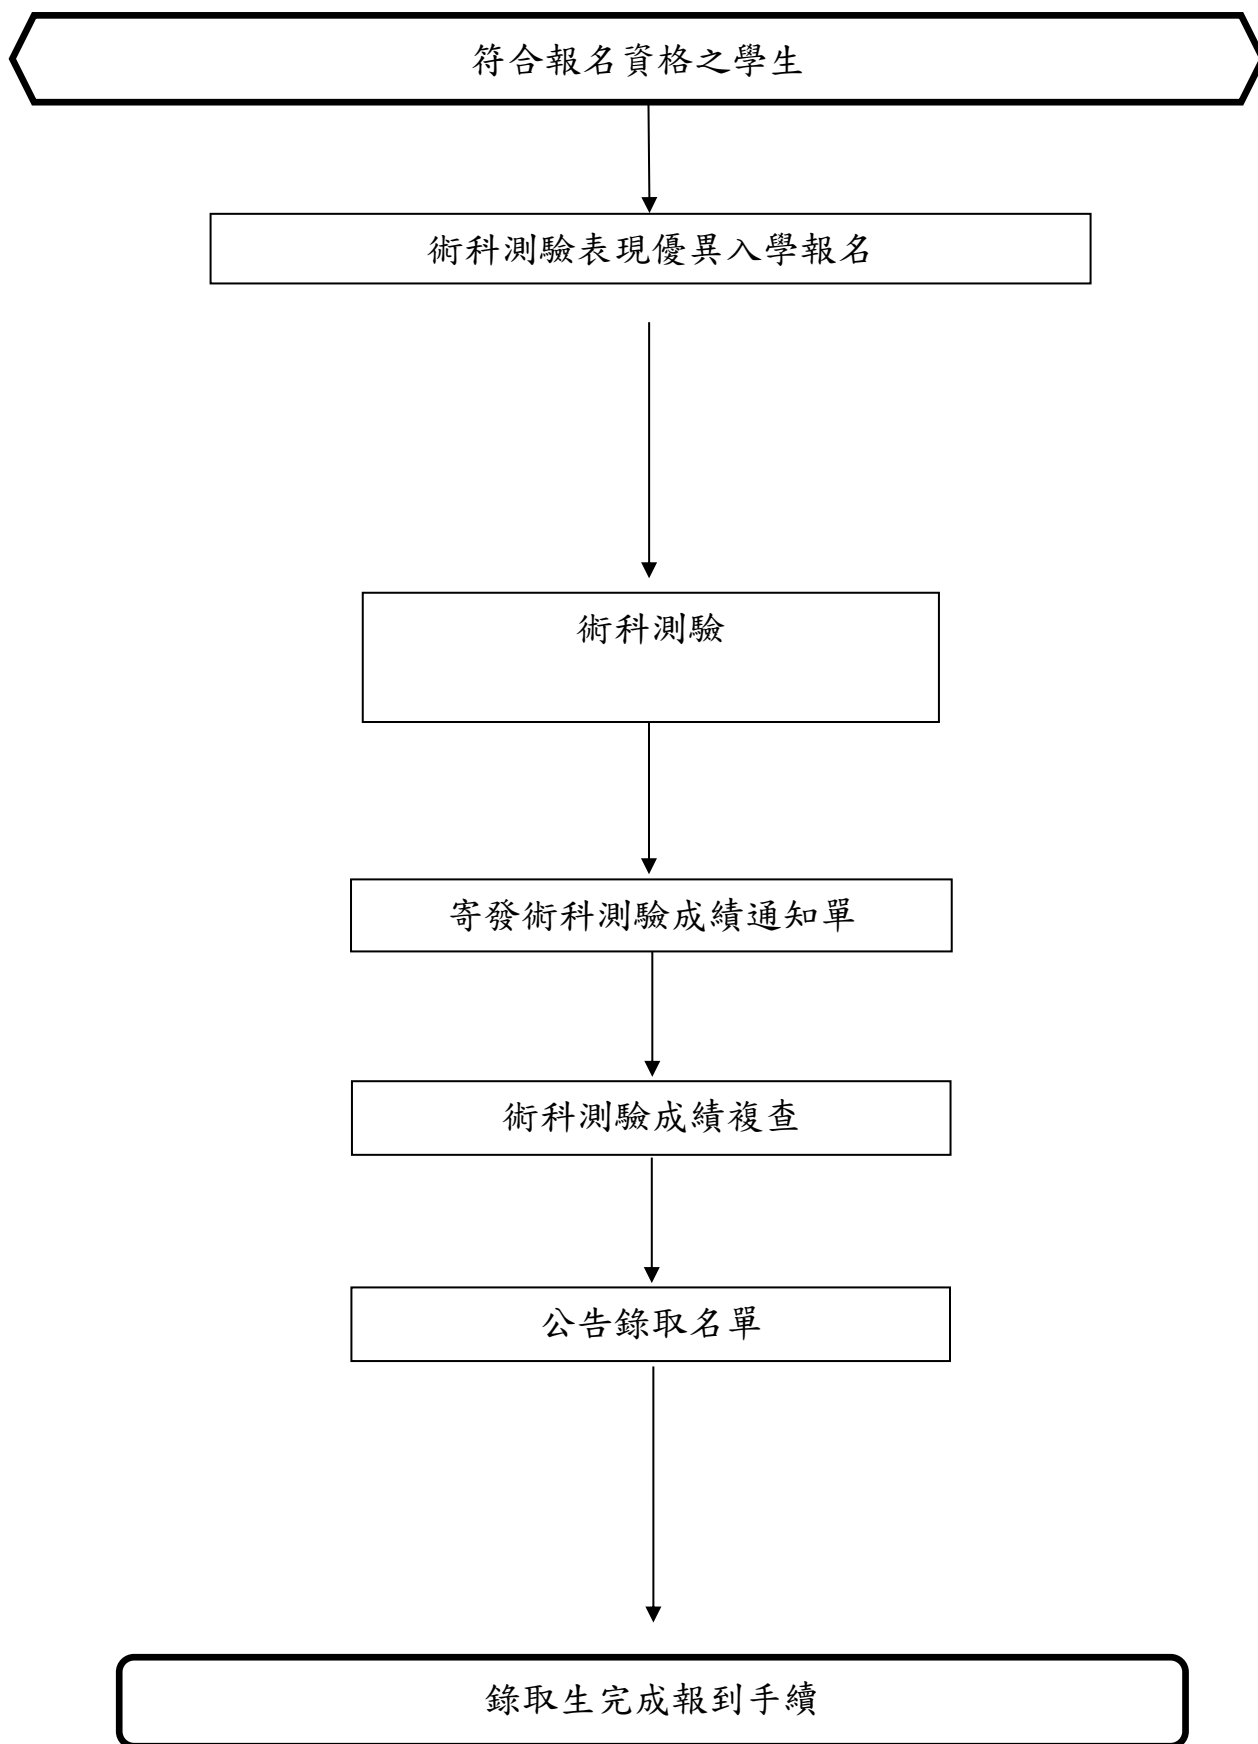 符合報名資格之學生
術科測驗表現優異入學報名
術科測驗
寄發術科測驗成績通知單
術科測驗成績複查
公告錄取名單
錄取生完成報到手續